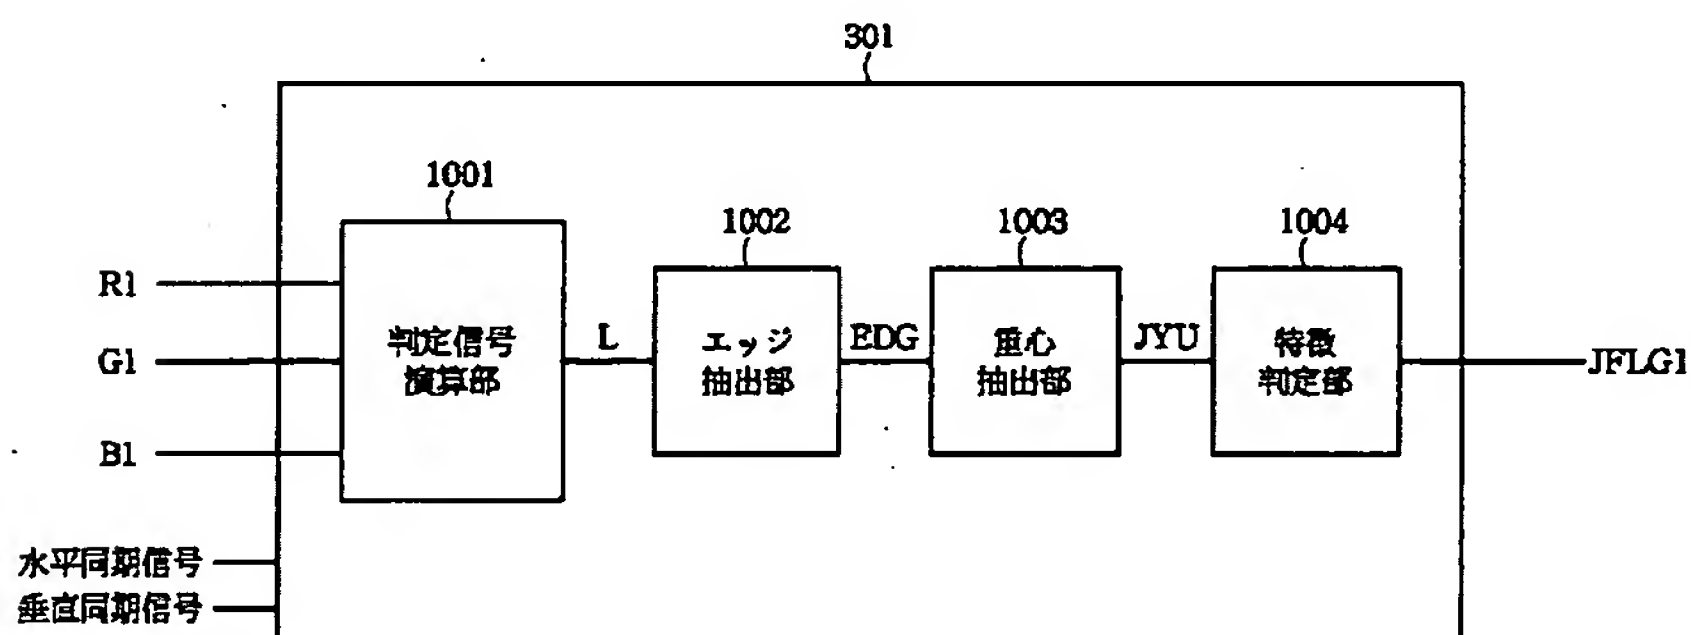 301
1001
1002
1003
1004
R1
G1
B1
判定信号
演算部
L
エッジ
抽出部
EDG
重心
抽出部
JYU
特徴
判定部
JFLG1
水平同期信号
垂直同期信号